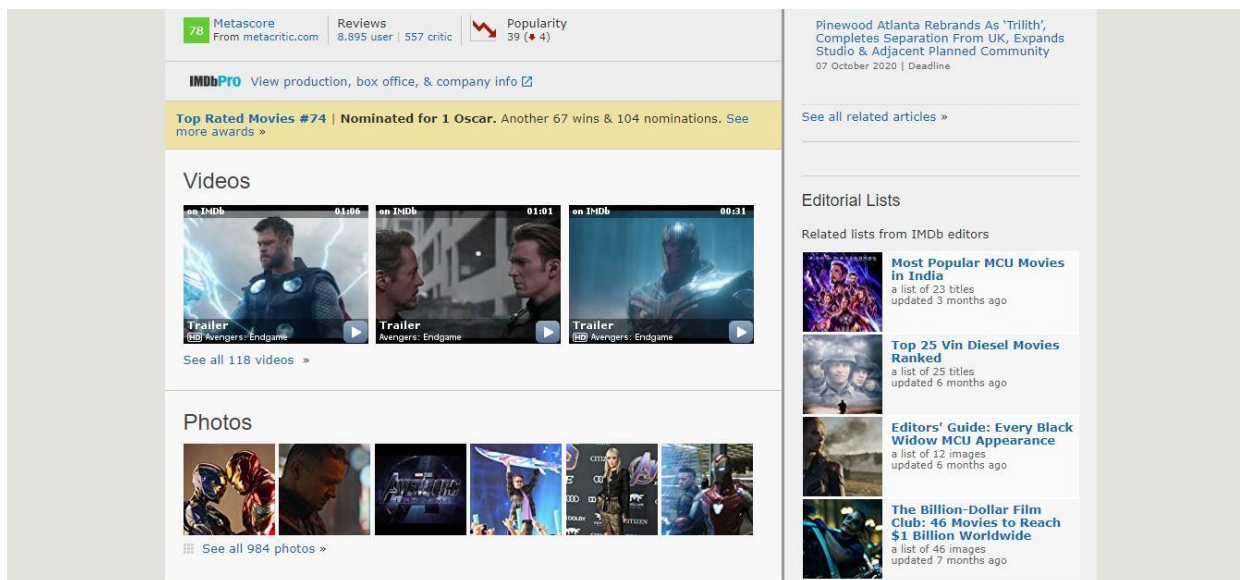 78 Metascore
From metacritic.com
Reviews
8.895 user | 557 critic
Popularity
39 (4)
IMDbPro View production, box office, & company info
Top Rated Movies #74 | Nominated for 1 Oscar. Another 67 wins & 104 nominations. See
more awards »
Videos
on IMDb 01:06
Trailer
HD Avengers: Endgame
on IMDb 01:01
Trailer
Avengers: Endgame
on IMDb 00:31
Trailer
HD Avengers: Endgame
See all 118 videos »
Photos
AVENGERS
CITIZEN
See all 984 photos »
Pinewood Atlanta Rebrands As ‘Trilith’,
Completes Separation From UK, Expands
Studio & Adjacent Planned Community
07 October 2020 | Deadline
See all related articles »
Editorial Lists
Related lists from IMDb editors
Most Popular MCU Movies
in India
a list of 23 titles
updated 3 months ago
Top 25 Vin Diesel Movies
Ranked
a list of 25 titles
updated 6 months ago
Editors' Guide: Every Black
Widow MCU Appearance
a list of 12 images
updated 6 months ago
The Billion-Dollar Film
Club: 46 Movies to Reach
$1 Billion Worldwide
a list of 46 images
updated 7 months ago